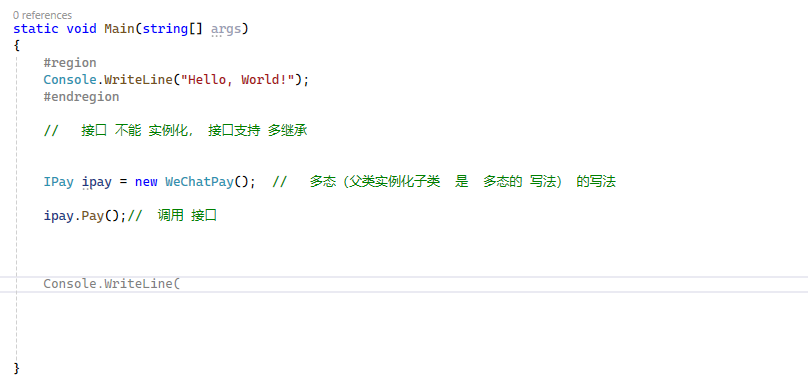 0 references
static void Main(string[] args)
{
#region
Console.WriteLine("Hello, World!");
#endregion
// 接口 不能 实例化， 接口支持 多继承
IPay ipay = new WeChatPay(); // 多态（父类实例化子类 是 多态的 写法） 的写法
ipay.Pay();// 调用 接口
Console.WriteLine(
}